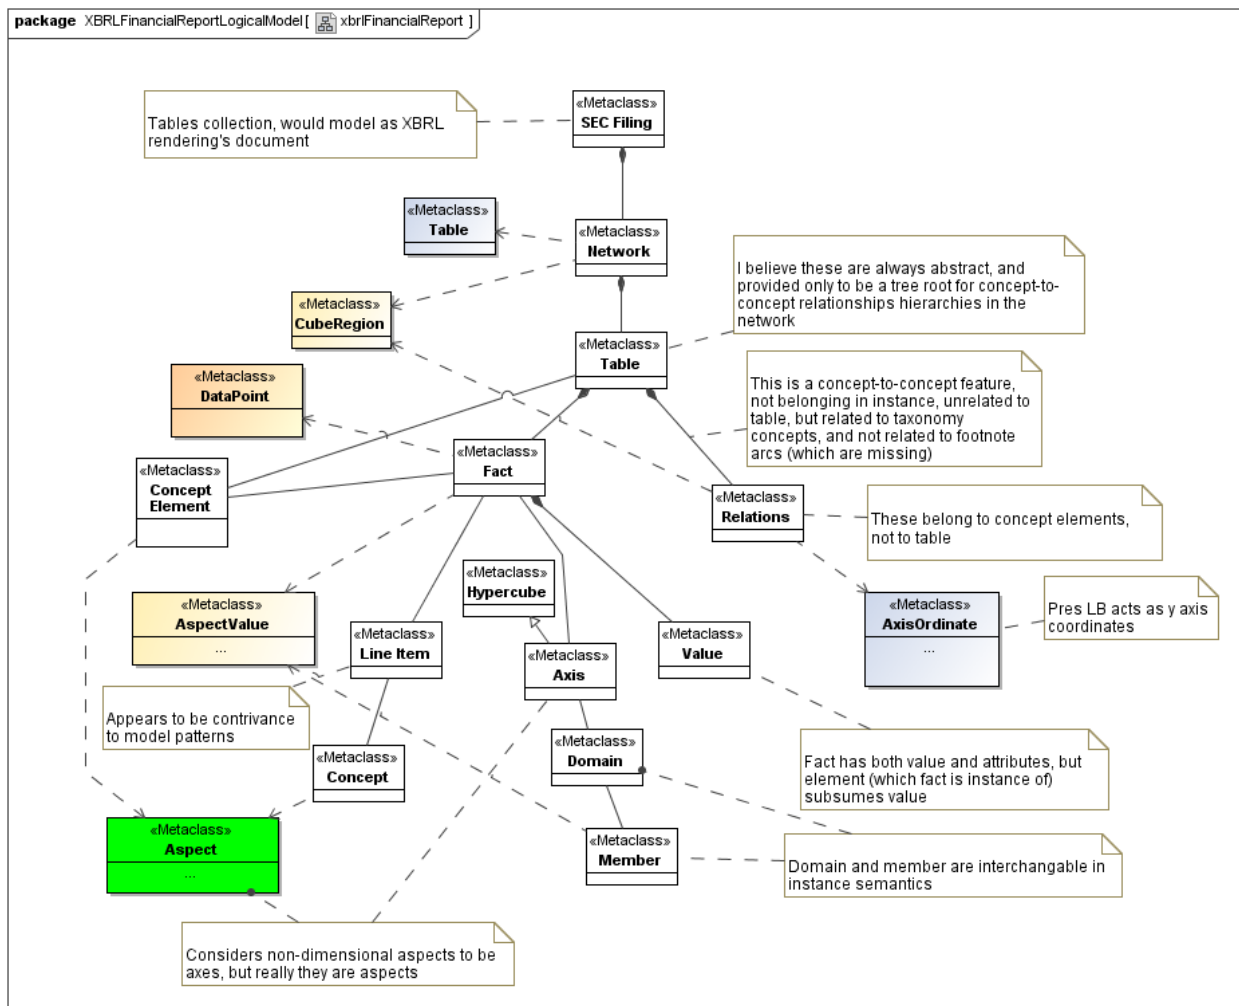 package XBRLFinancialReportLogicalModel[ xbrlFinancialReport ]
«Metaclass»
SEC Filing
Tables collection, would model as XBRL
rendering's document
«Metaclass»
Table
«Metaclass»
Network
I believe these are always abstract, and
provided only to be a tree root for concept-to-
concept relationships hierarchies in the
network
«Metaclass»
CubeRegion
«Metaclass»
Table
«Metaclass»
DataPoint
This is a concept-to-concept feature,
not belonging in instance, unrelated to
table, but related to taxonomy
concepts, and not related to footnote
arcs (which are missing)
«Metaclass»
Fact
«Metaclass»
Concept
Element
«Metaclass»
Relations
These belong to concept elements,
not to table
«Metaclass»
Hypercube
«Metaclass»
AspectValue
...
«Metaclass»
AxisOrdinate
...
Pres LB acts as y axis
coordinates
«Metaclass»
Line Item
«Metaclass»
Axis
«Metaclass»
Value
Appears to be contrivance
to model patterns
«Metaclass»
Concept
«Metaclass»
Domain
Fact has both value and attributes, but
element (which fact is instance of)
subsumes value
«Metaclass»
Aspect
...
«Metaclass»
Member
Domain and member are interchangable in
instance semantics
Considers non-dimensional aspects to be
axes, but really they are aspects